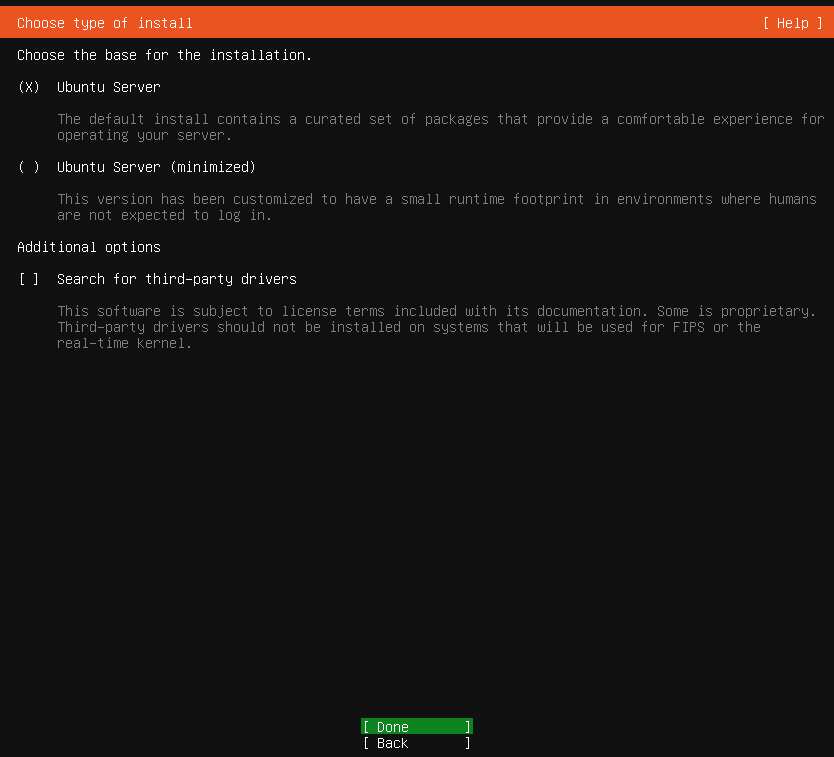 Choose type of install [ Help ]
Choose the base for the installation.
(X) Ubuntu Server
The default install contains a curated set of packages that provide a comfortable experience for
operating your server.
( ) Ubuntu Server (minimized)
This version has been customized to have a small runtime footprint in environments where humans
are not expected to log in.
Additional options
[ ] Search for third-party drivers
This software is subject to license terms included with its documentation. Some is proprietary.
Third-party drivers should not be installed on systems that will be used for FIPS or the
real-time kernel.
[ Done ]
[ Back ]